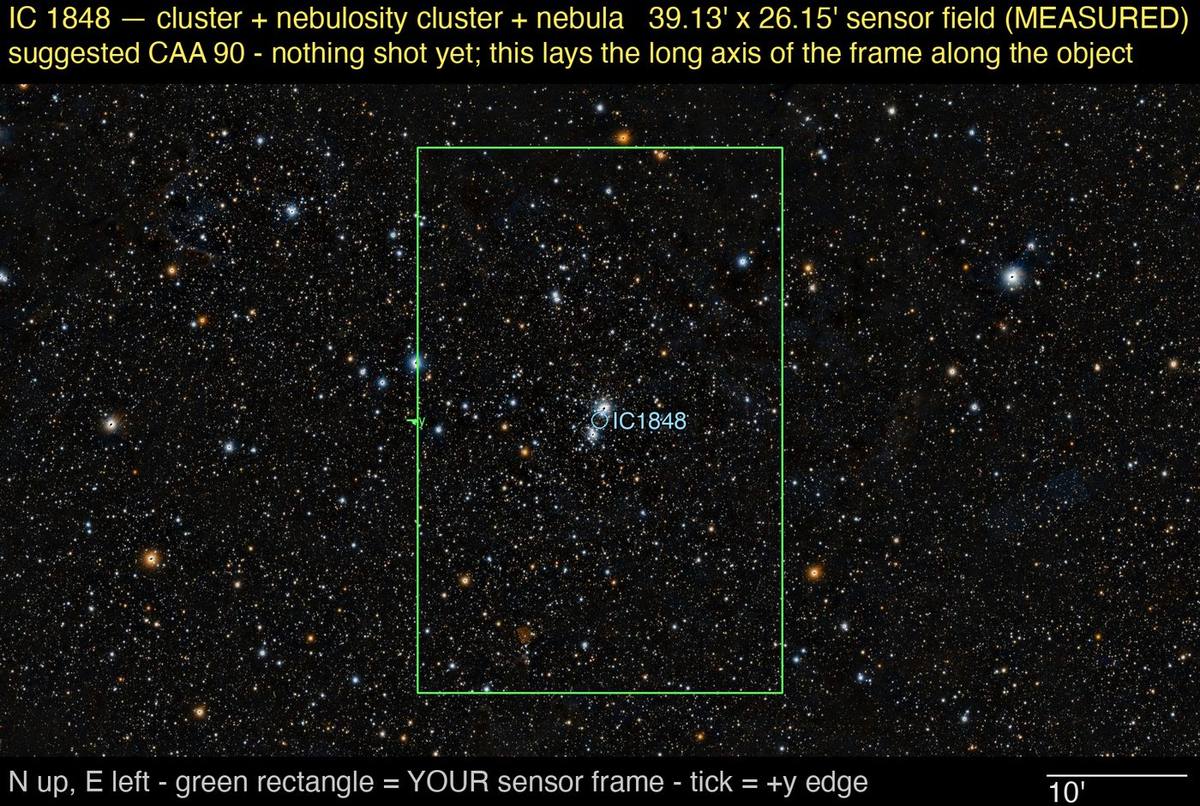 IC 1848 — cluster + nebulosity cluster + nebula   39.13' x 26.15' sensor field (MEASURED)
suggested CAA 90 - nothing shot yet; this lays the long axis of the frame along the object
+y
IC1848
N up, E left - green rectangle = YOUR sensor frame - tick = +y edge
10'